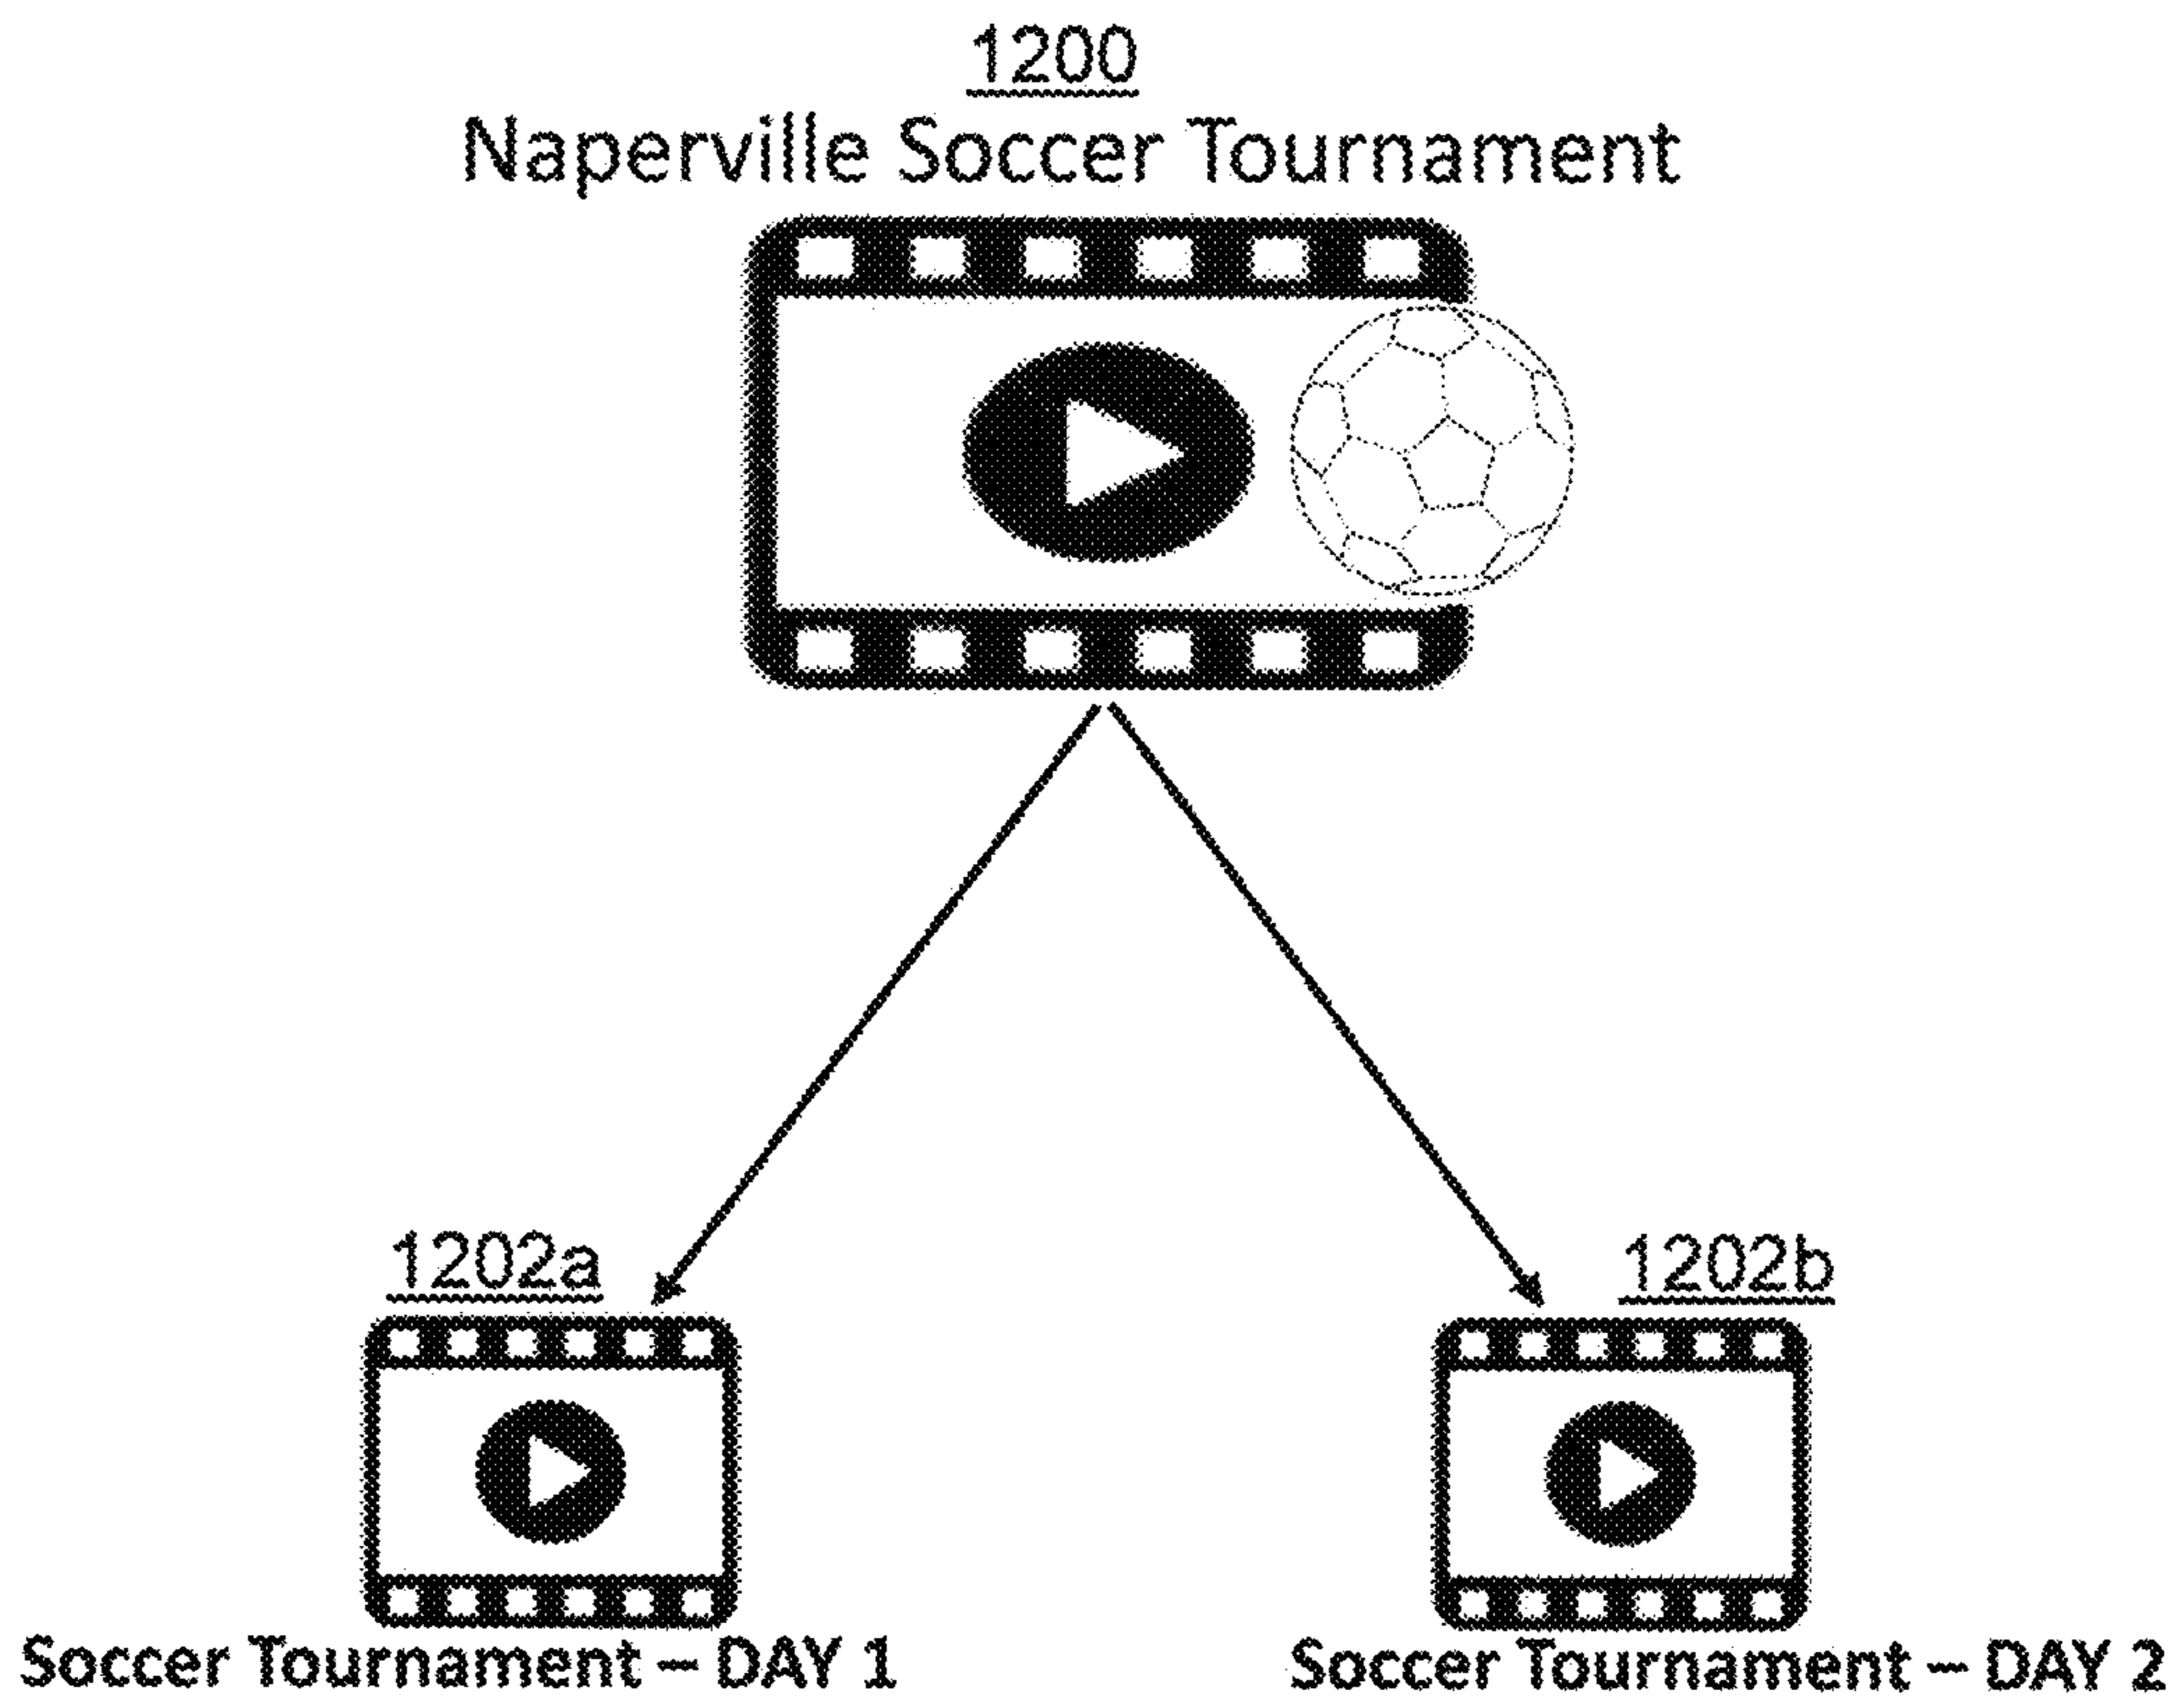 1200
Naperville Soccer Tournament
1202a
1202b
Soccer Tournament – DAY 1
Soccer Tournament – DAY 2